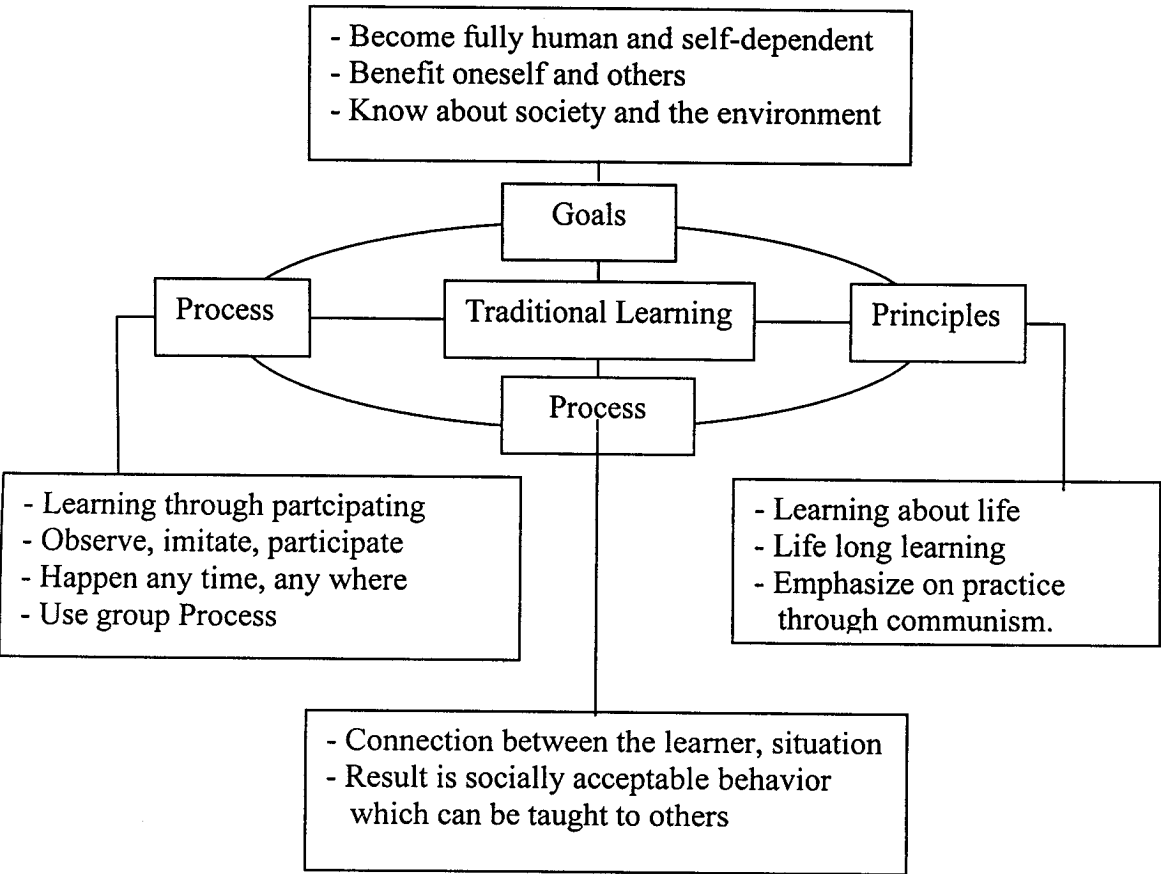 - Become fully human and self-dependent
- Benefit oneself and others
- Know about society and the environment
Goals
Process
Traditional Learning
Principles
Process
- Learning through partcipating
- Observe, imitate, participate
- Happen any time, any where
- Use group Process
- Learning about life
- Life long learning
- Emphasize on practice
through communism.
- Connection between the learner, situation
- Result is socially acceptable behavior
which can be taught to others